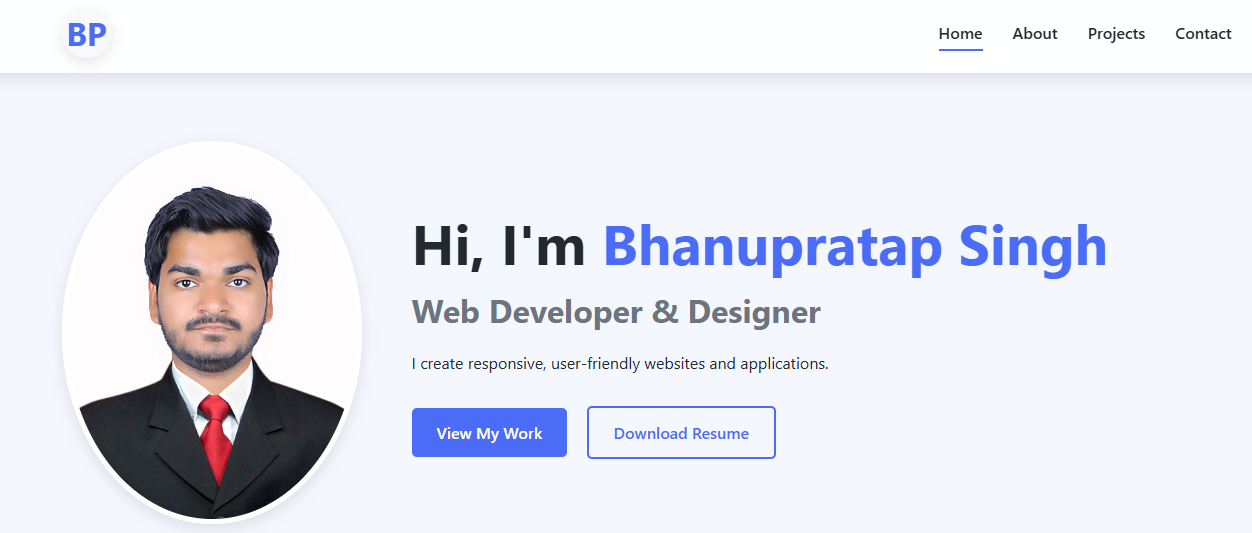 BP
Home About Projects Contact
Hi, I'm Bhanupratap Singh
Web Developer & Designer
I create responsive, user-friendly websites and applications.
View My Work Download Resume